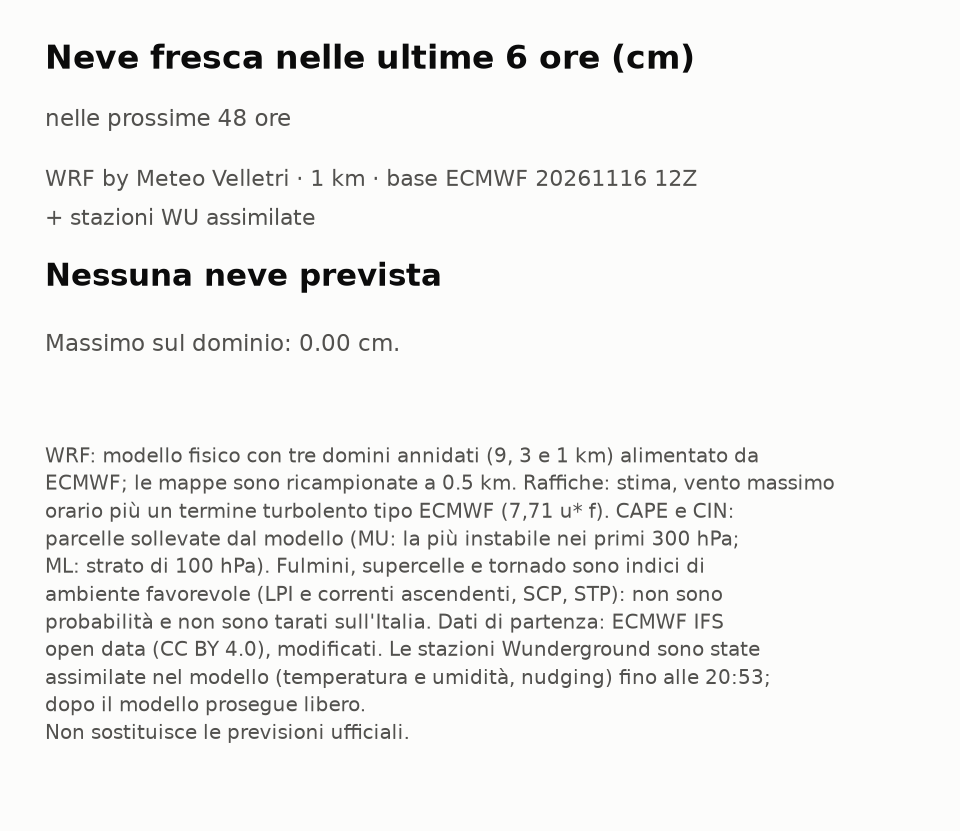 Neve fresca nelle ultime 6 ore (cm)
nelle prossime 48 ore
WRF by Meteo Velletri · 1 km · base ECMWF 20261116 12Z
+ stazioni WU assimilate
Nessuna neve prevista
Massimo sul dominio: 0.00 cm.
WRF: modello fisico con tre domini annidati (9, 3 e 1 km) alimentato da
ECMWF; le mappe sono ricampionate a 0.5 km. Raffiche: stima, vento massimo
orario più un termine turbolento tipo ECMWF (7,71 u* f). CAPE e CIN:
parcelle sollevate dal modello (MU: la più instabile nei primi 300 hPa;
ML: strato di 100 hPa). Fulmini, supercelle e tornado sono indici di
ambiente favorevole (LPI e correnti ascendenti, SCP, STP): non sono
probabilità e non sono tarati sull'Italia. Dati di partenza: ECMWF IFS
open data (CC BY 4.0), modificati. Le stazioni Wunderground sono state
assimilate nel modello (temperatura e umidità, nudging) fino alle 20:53;
dopo il modello prosegue libero.
Non sostituisce le previsioni ufficiali.